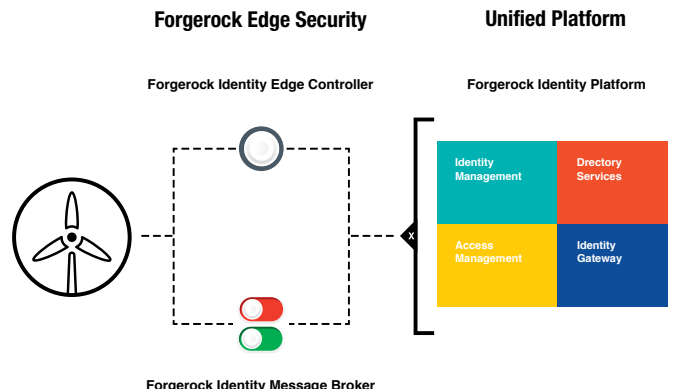 Forgerock Edge Security
Unified Platform
Forgerock Identity Edge Controller
Forgerock Identity Platform
Identity
Management
Drectory
Services
X
Access
Management
Identity
Gateway
Forgerock Identity Message Broker